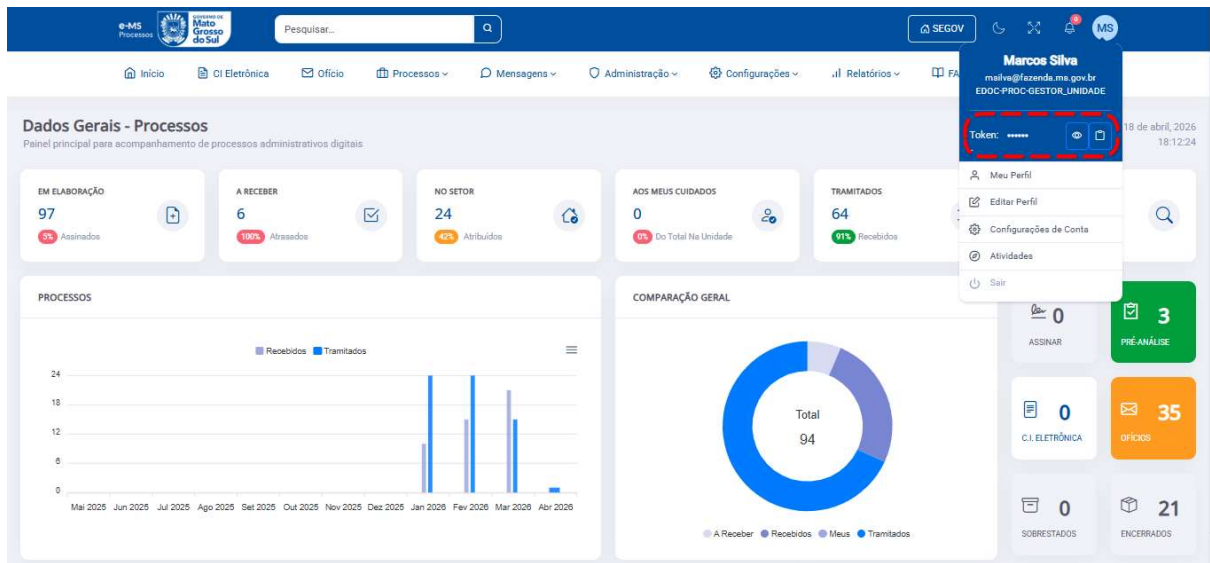 e-MS
Processos
GOVERNO DE
Mato
Grosso
do Sul
Pesquisar...
SEGOV
MS
Início
CI Eletrônica
Ofício
Processos
Mensagens
Administração
Configurações
Relatórios
FA
Marcos Silva
msilva@fazenda.ms.gov.br
EDOC-PROC-GESTOR_UNIDADE
Token: ••••••
Meu Perfil
Editar Perfil
Configurações de Conta
Atividades
Sair
Dados Gerais - Processos
Painel principal para acompanhamento de processos administrativos digitais
18 de abril, 2026
18:12:24
EM ELABORAÇÃO
97
5% Assinados
A RECEBER
6
100% Atrasados
NO SETOR
24
42% Atribuídos
AOS MEUS CUIDADOS
0
0% Do Total Na Unidade
TRAMITADOS
64
91% Recebidos
PROCESSOS
Recebidos Tramitados
24
18
12
6
0
Mai 2025 Jun 2025 Jul 2025 Ago 2025 Set 2025 Out 2025 Nov 2025 Dez 2025 Jan 2026 Fev 2026 Mar 2026 Abr 2026
COMPARAÇÃO GERAL
Total
94
A Receber Recebidos Meus Tramitados
0
ASSINAR
3
PRÉ-ANÁLISE
0
C.I. ELETRÔNICA
35
OFÍCIOS
0
SOBRESTADOS
21
ENCERRADOS